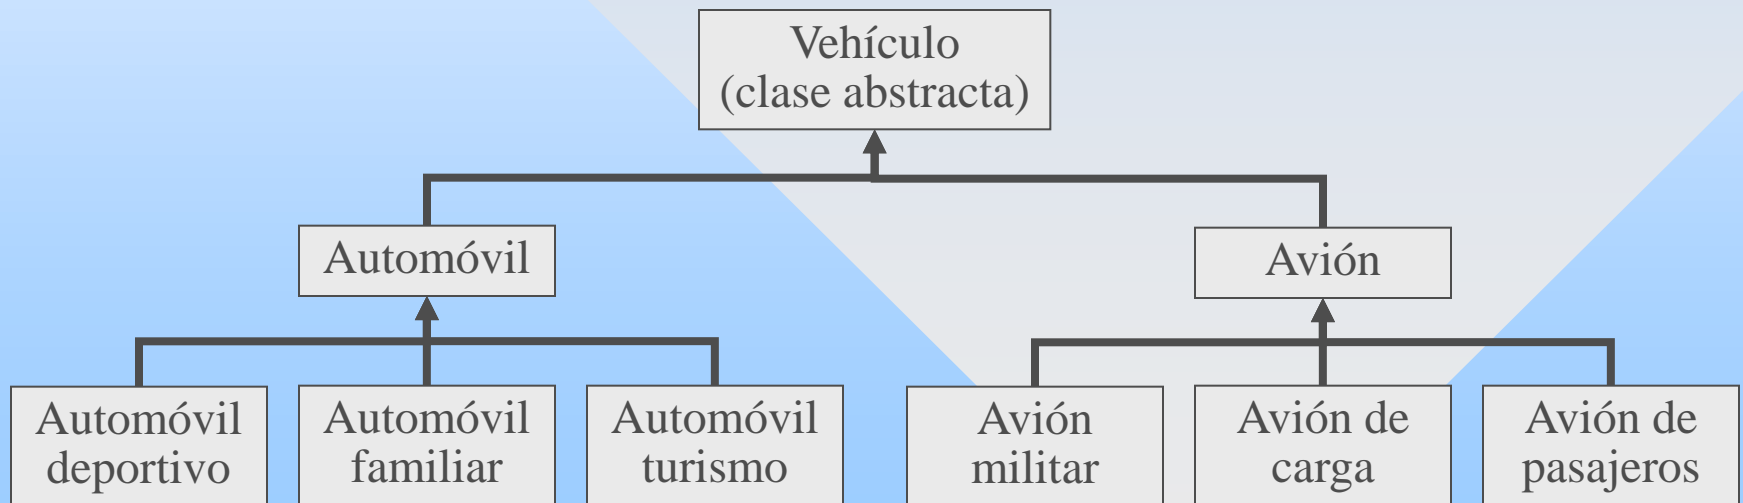 Vehículo
(clase abstracta)
Automóvil
Avión
Automóvil
deportivo
Automóvil
familiar
Automóvil
turismo
Avión
militar
Avión de
carga
Avión de
pasajeros